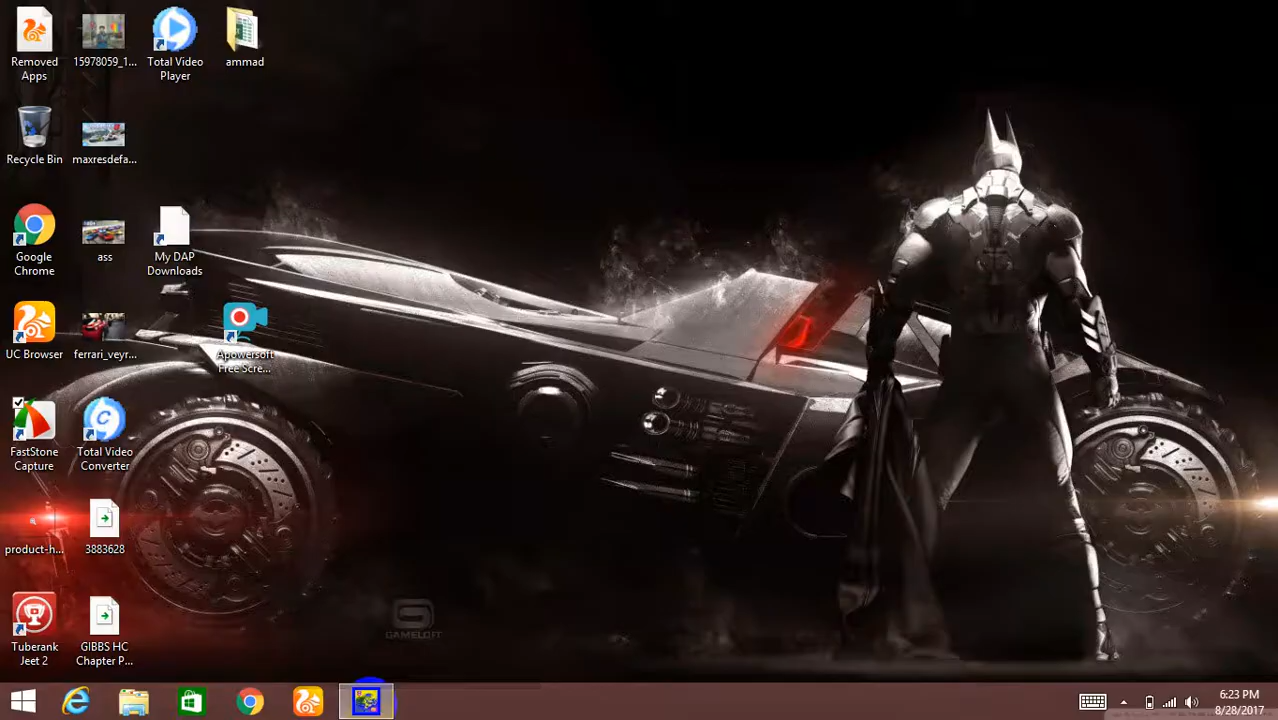 Removed
Apps
15978059_1...
Total Video
Player
ammad
Recycle Bin
maxresdefa...
Google
Chrome
ass
My DAP
Downloads
UC Browser
ferrari_veyr...
Apowersoft
Free Scre...
FastStone
Capture
Total Video
Converter
product-h...
3883628
Tuberank
Jeet 2
GIBBS HC
Chapter P...
GAMELOFT
6:23 PM
8/28/2017